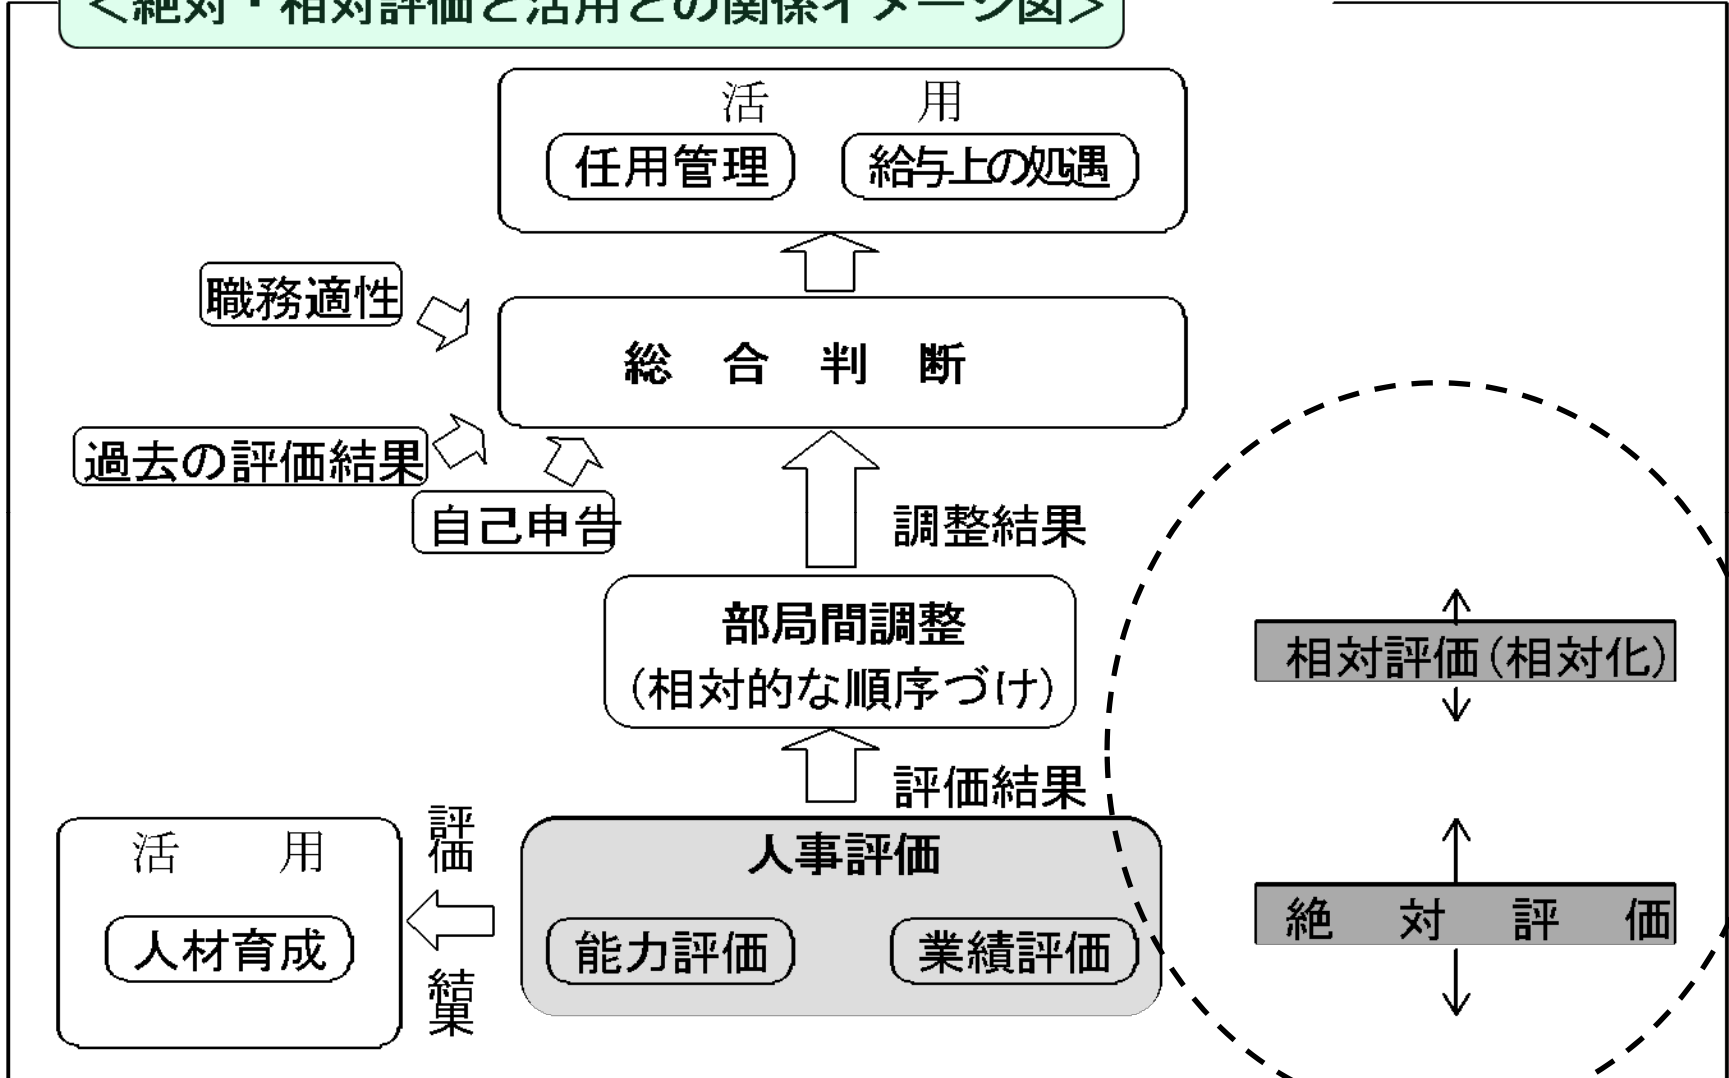 <絶対・相対評価と活用との関係イメージ図>
活　用
任用管理
給与上の処遇
職務適性
総 合 判 断
過去の評価結果
自己申告
調整結果
部局間調整
(相対的な順序づけ)
相対評価(相対化)
評価結果
評価結果
活　用
人材育成
人事評価
能力評価
業績評価
絶 対 評 価